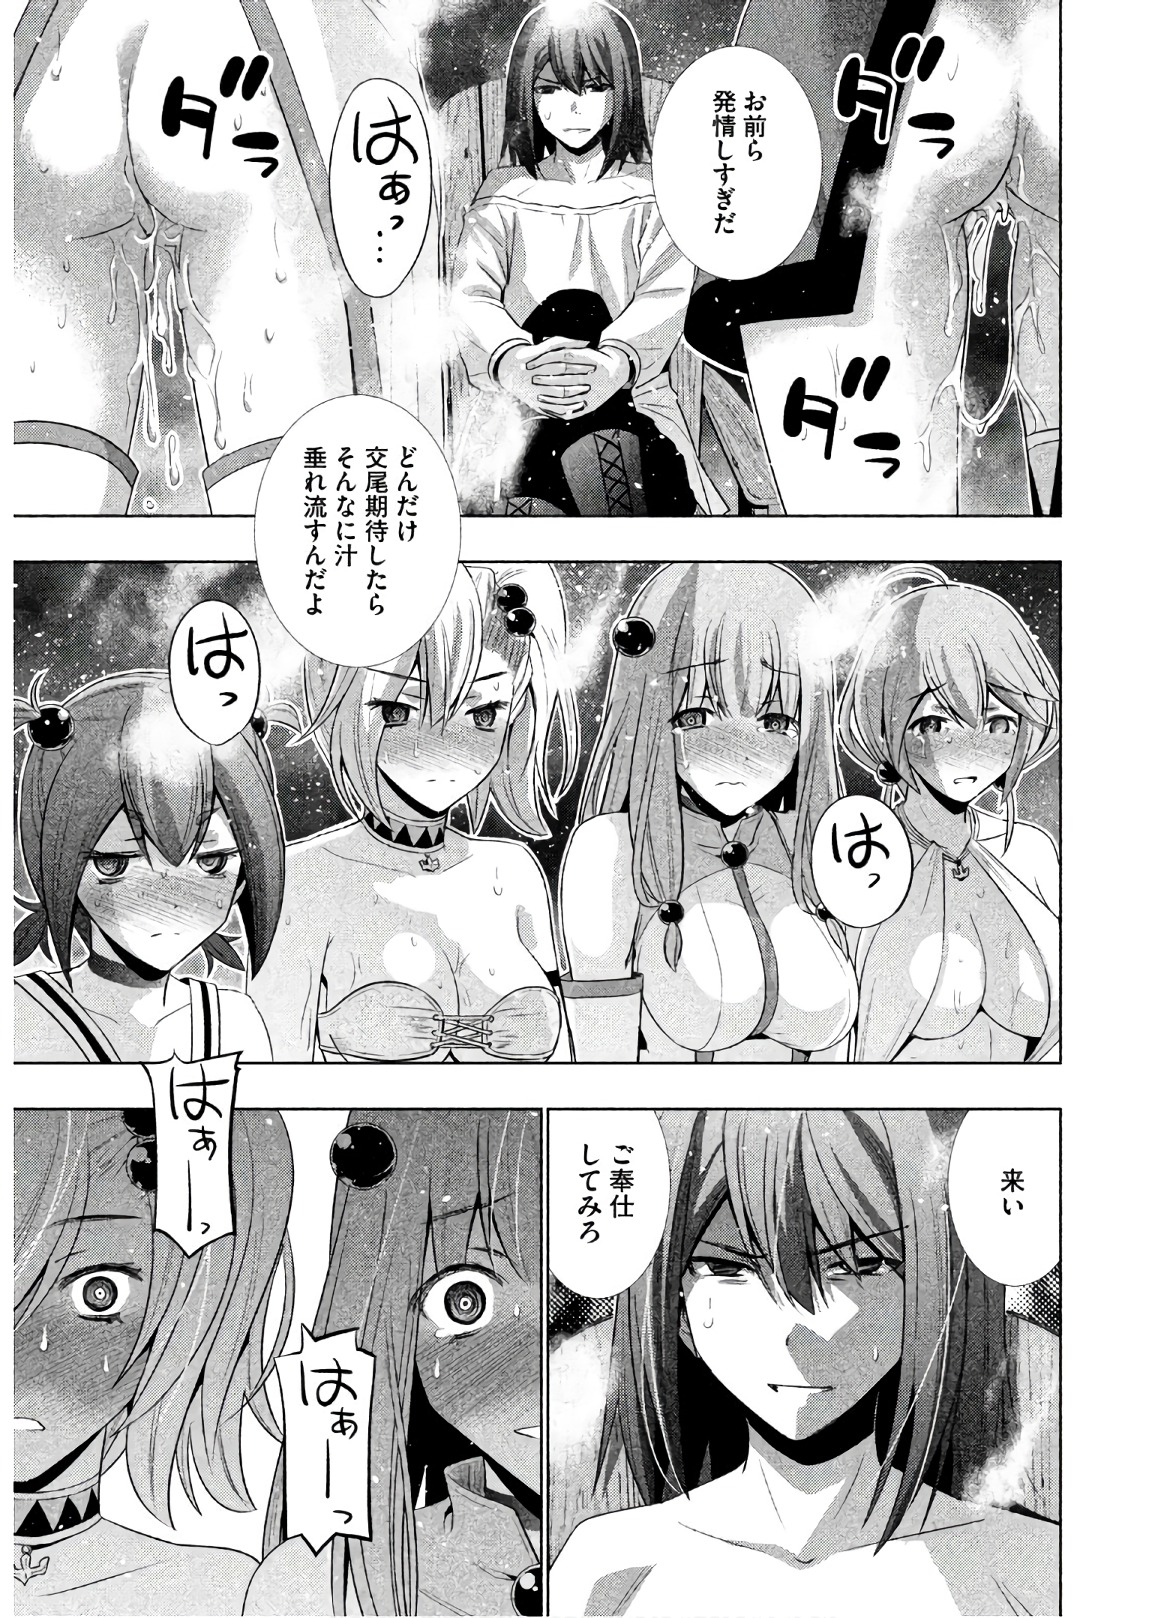 お前ら
発情しすぎだ
ダラ
ダラ
はぁっ…
ダラ
どんだけ
交尾期待したら
そんなに汁
垂れ流すんだよ
はっ
はっ
来い
ご奉仕
してみろ
はぁーっ
はぁーっ